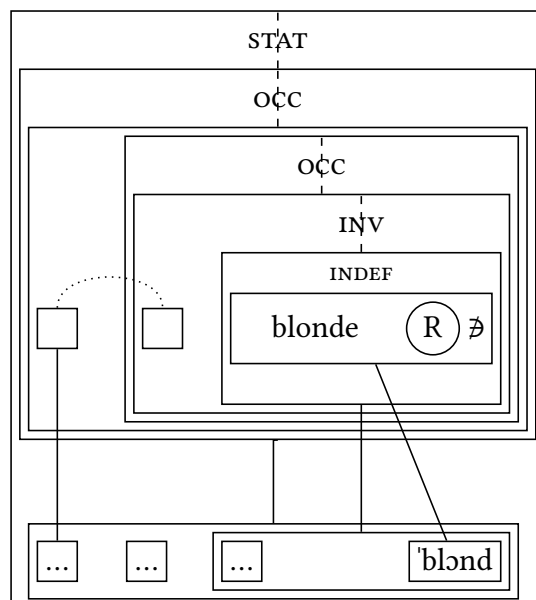 STAT
OCC
OCC
INV
INDEF
blonde R ∌
... ... ... ˈblɔnd